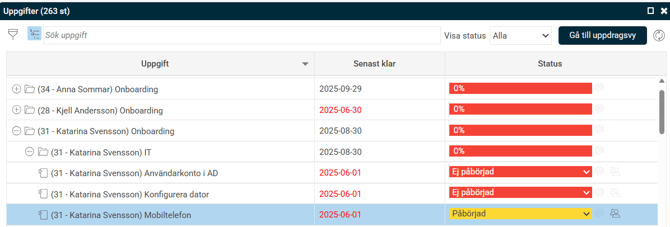 Uppgifter (263 st)
Sök uppgift
Visa status Alla Gå till uppdragsvy
Uppgift Senast klar Status
(34 - Anna Sommar) Onboarding 2025-09-29 0%
(28 - Kjell Andersson) Onboarding 2025-06-30 0%
(31 - Katarina Svensson) Onboarding 2025-08-30 0%
(31 - Katarina Svensson) IT 2025-08-30 0%
(31 - Katarina Svensson) Användarkonto i AD 2025-06-01 Ej påbörjad
(31 - Katarina Svensson) Konfigurera dator 2025-06-01 Ej påbörjad
(31 - Katarina Svensson) Mobiltelefon 2025-06-01 Påbörjad